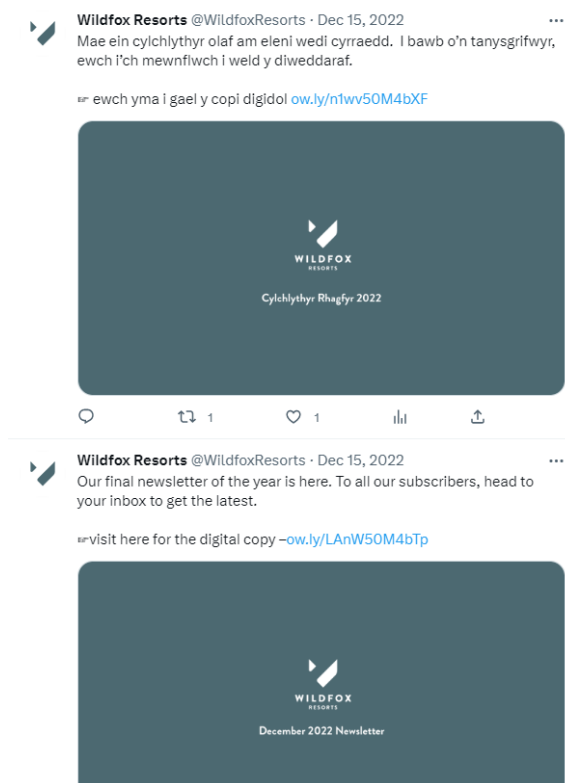 Wildfox Resorts @WildfoxResorts · Dec 15, 2022
Mae ein cylchlythyr olaf am eleni wedi cyrraedd. I bawb o'n tanysgrifwyr,
ewch i'ch mewnflwch i weld y diweddaraf.
☞ ewch yma i gael y copi digidol ow.ly/n1wv50M4bXF
WILDFOX
RESORTS
Cylchlythyr Rhagfyr 2022
1 1
Wildfox Resorts @WildfoxResorts · Dec 15, 2022
Our final newsletter of the year is here. To all our subscribers, head to
your inbox to get the latest.
☞visit here for the digital copy –ow.ly/LAnW50M4bTp
WILDFOX
RESORTS
December 2022 Newsletter